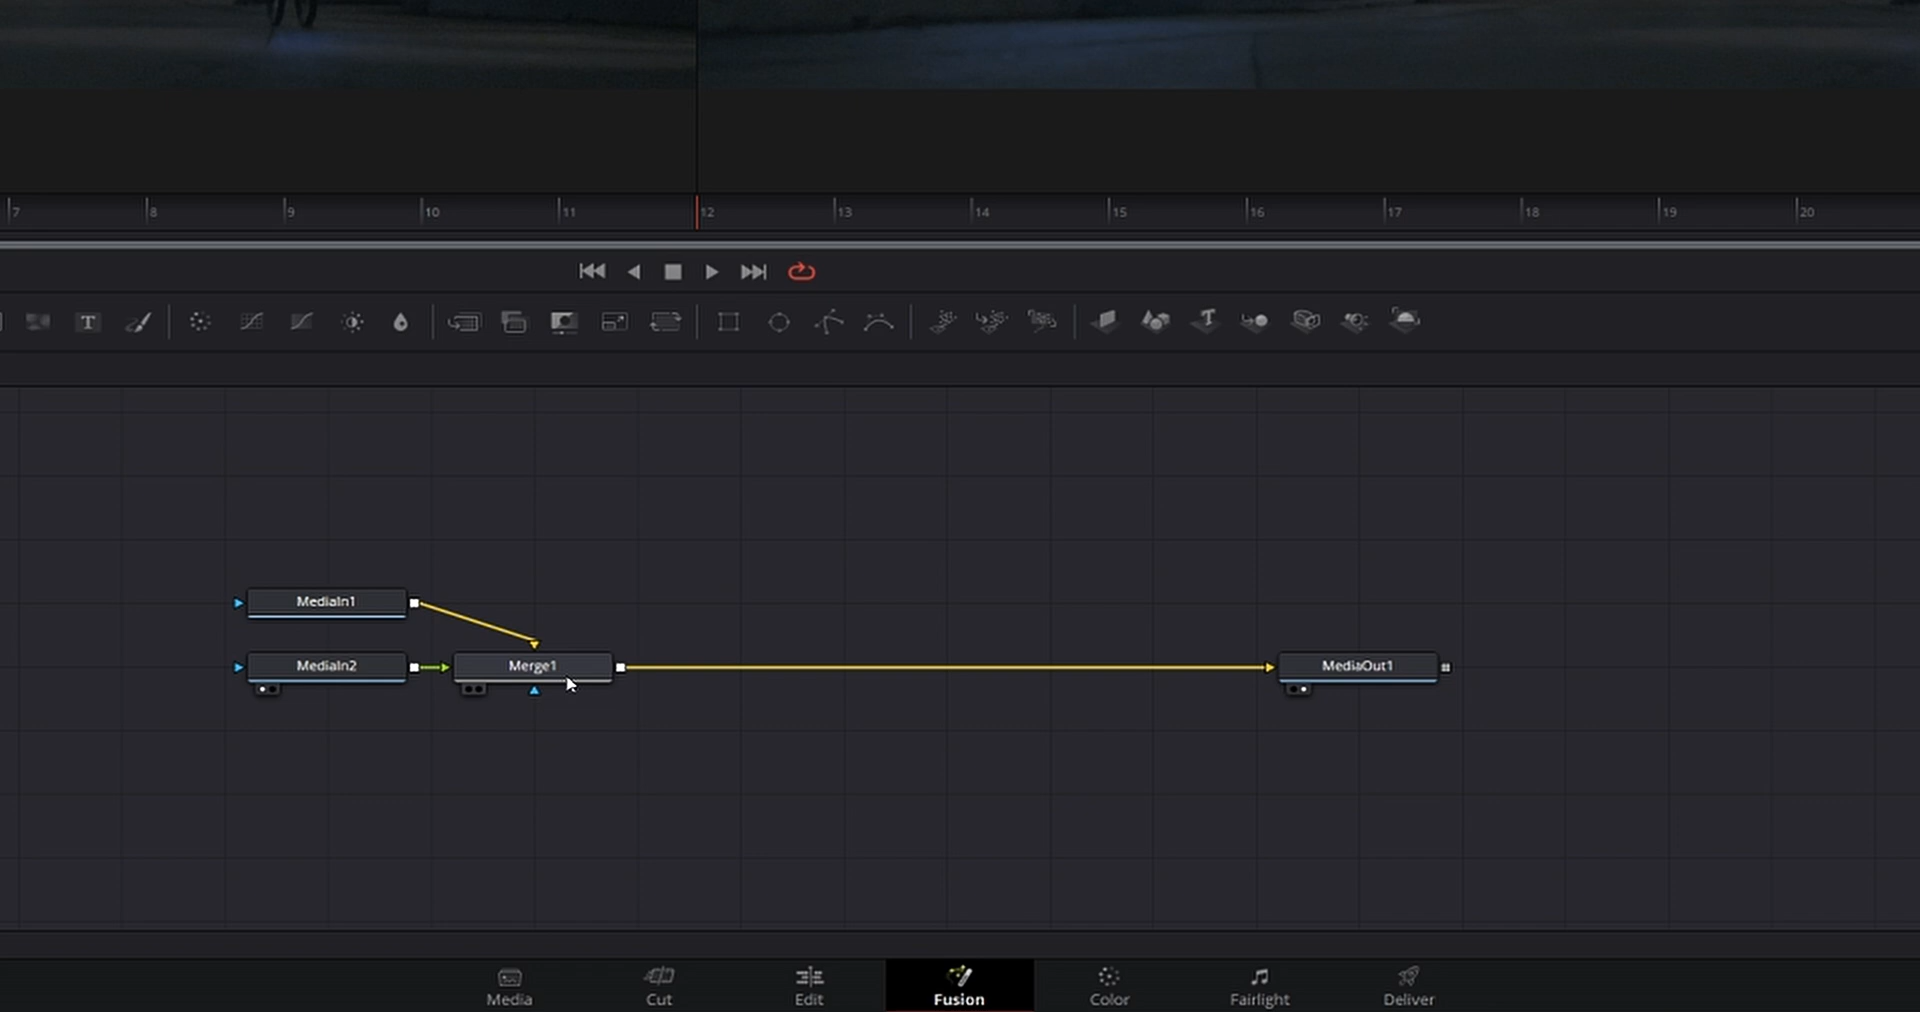 7 8 9 10 11 12 13 14 15 16 17 18 19 20
T
MediaIn1
MediaIn2 Merge1 MediaOut1
Media Cut Edit Fusion Color Fairlight Deliver